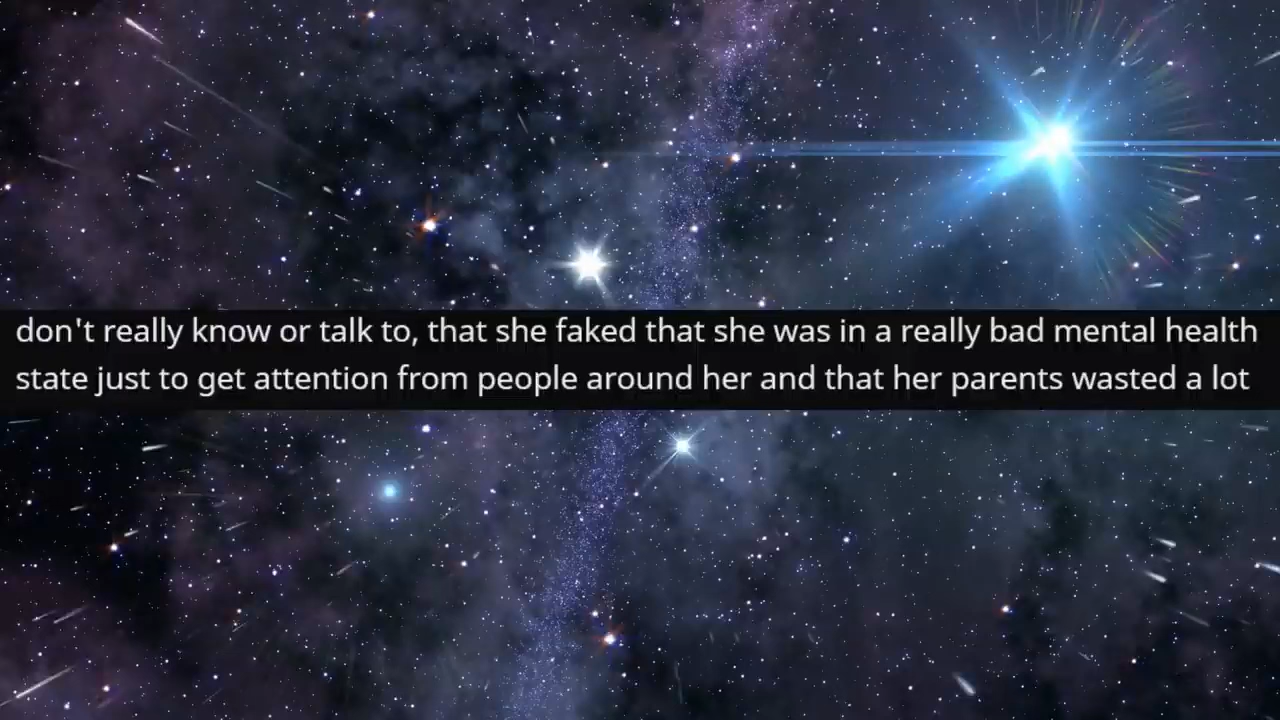 don't really know or talk to, that she faked that she was in a really bad mental health
state just to get attention from people around her and that her parents wasted a lot